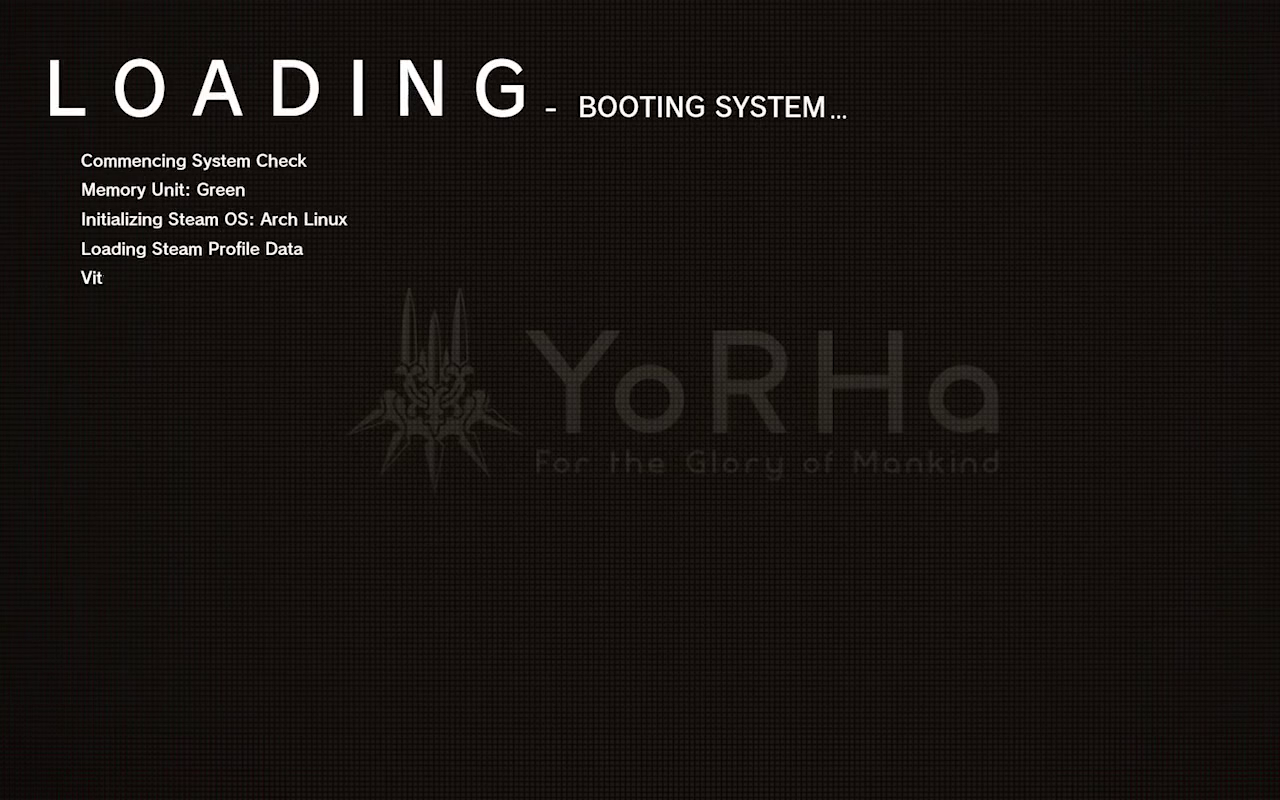 LOADING - BOOTING SYSTEM...
Commencing System Check
Memory Unit: Green
Initializing Steam OS: Arch Linux
Loading Steam Profile Data
Vit
YoRHa
For the Glory of Mankind